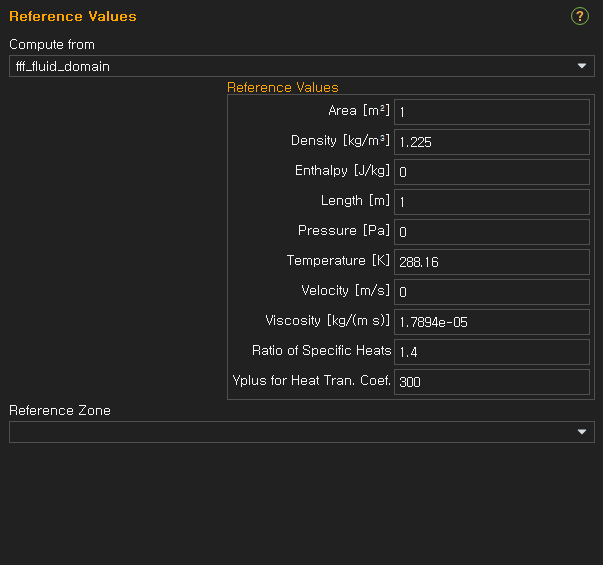 Reference Values
?
Compute from
fff_fluid_domain
Reference Values
Area [m²] 1
Density [kg/m³] 1.225
Enthalpy [J/kg] 0
Length [m] 1
Pressure [Pa] 0
Temperature [K] 288.16
Velocity [m/s] 0
Viscosity [kg/(m s)] 1.7894e-05
Ratio of Specific Heats 1.4
Yplus for Heat Tran. Coef. 300
Reference Zone